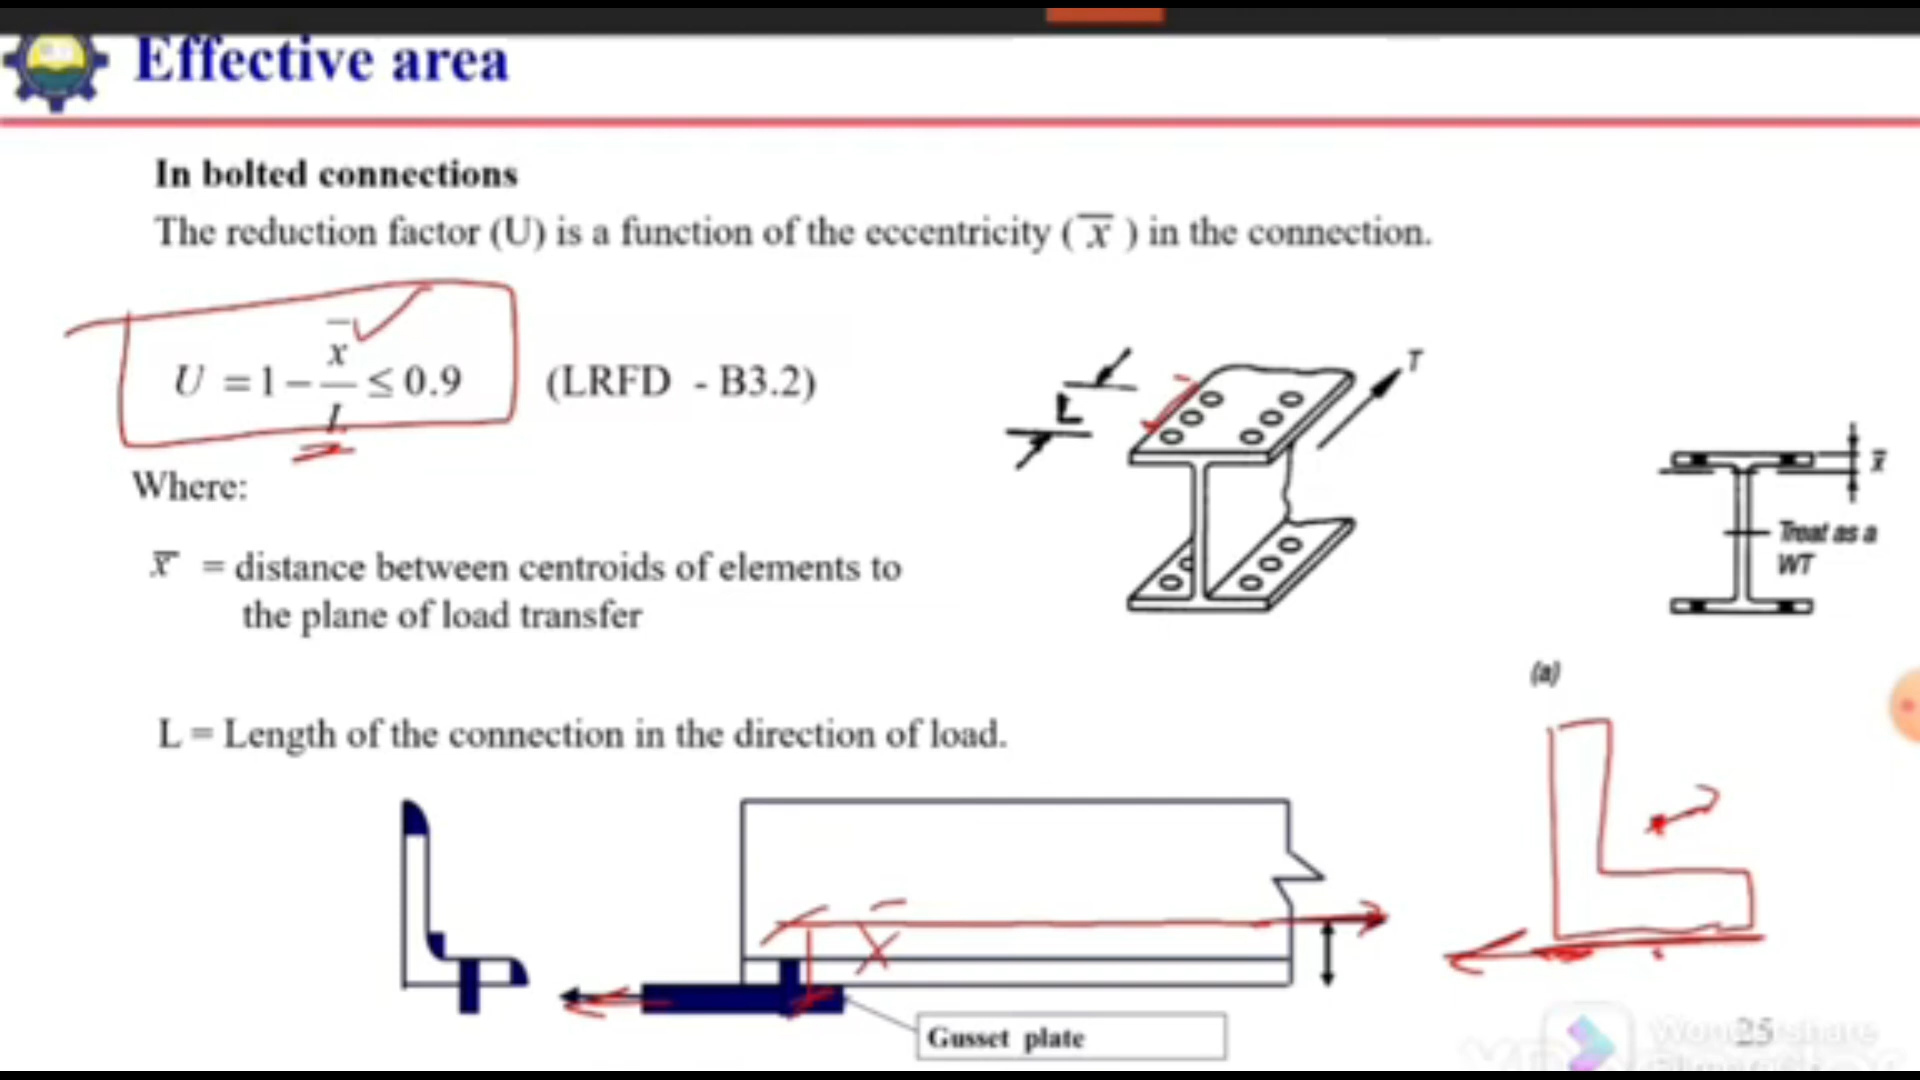 Effective area
In bolted connections
The reduction factor (U) is a function of the eccentricity ( x̄ ) in the connection.
U = 1 − x̄ / L ≤ 0.9 (LRFD - B3.2)
Where:
x̄ = distance between centroids of elements to
the plane of load transfer
L = Length of the connection in the direction of load.
L
T
x̄
Treat as a
WT
(a)
x̄
Gusset plate
25